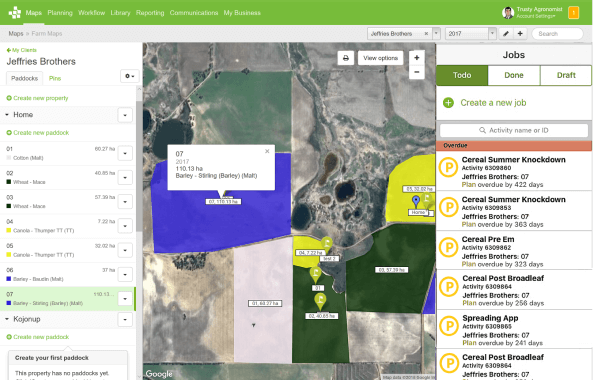 Maps Planning Workflow Library Reporting Communications My Business
Trusty Agronomist
Account Settings
Maps » Farm Maps
Jeffries Brothers ×
2017
Search
My Clients
Jeffries Brothers
Paddocks Pins
Create new property
Home
Create new paddock
01 60.27 ha
Cotton (Malt)
02 40.85 ha
Wheat - Mace
03 57.39 ha
Wheat - Mace
04 7.22 ha
Canola - Thumper TT (TT)
05 32.02 ha
Canola - Thumper TT (TT)
06 37 ha
Barley - Baudin (Malt)
07 110.13 ...
Barley - Stirling (Barley) (Malt)
Kojonup
Create new paddock
Create your first paddock
This property has no paddocks yet.
View options
+
−
07 ×
2017
110.13 ha
Barley - Stirling (Barley) (Malt)
07, 110.13 ha
05, 32.02 ha
Home
04, 7.22 ha
test 2
03, 57.39 ha
01
01, 60.27 ha
02, 40.85 ha
Google
Jobs
Todo Done Draft
Create a new job
Activity name or ID
Overdue
Cereal Summer Knockdown
Activity 6309860
Jeffries Brothers: 07
Plan overdue by 422 days
Cereal Summer Knockdown
Activity 6309853
Jeffries Brothers: 07
Plan overdue by 363 days
Cereal Pre Em
Activity 6309862
Jeffries Brothers: 07
Plan overdue by 323 days
Cereal Post Broadleaf
Activity 6309864
Jeffries Brothers: 07
Plan overdue by 256 days
Spreading App
Activity 6309865
Jeffries Brothers: 07
Plan overdue by 241 days
Cereal Post Broadleaf
Activity 6309866
Jeffries Brothers: 07